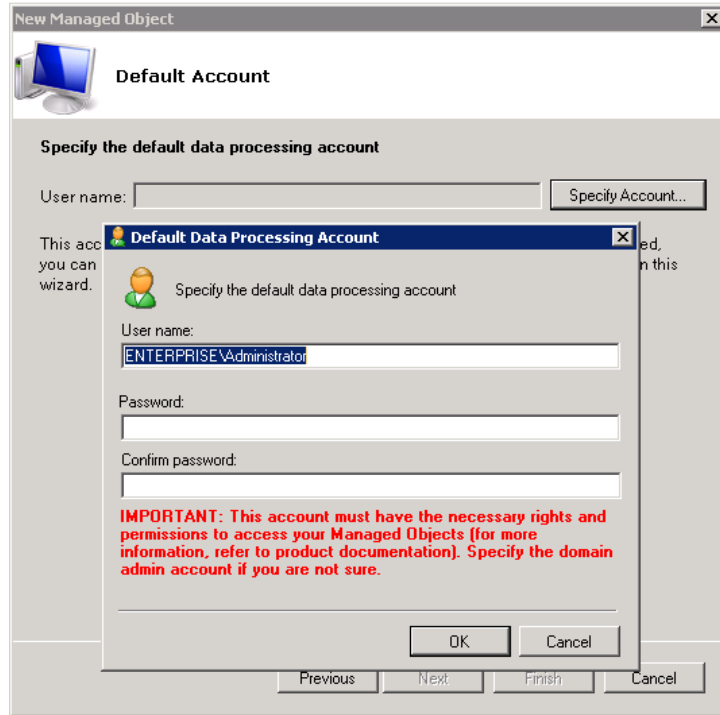 New Managed Object
Default Account
Specify the default data processing account
User name:
Specify Account...
This acc
ed,
you can
n this
wizard.
Default Data Processing Account
Specify the default data processing account
User name:
ENTERPRISE\Administrator
Password:
Confirm password:
IMPORTANT: This account must have the necessary rights and
permissions to access your Managed Objects (for more
information, refer to product documentation). Specify the domain
admin account if you are not sure.
OK
Cancel
Previous
Next
Finish
Cancel